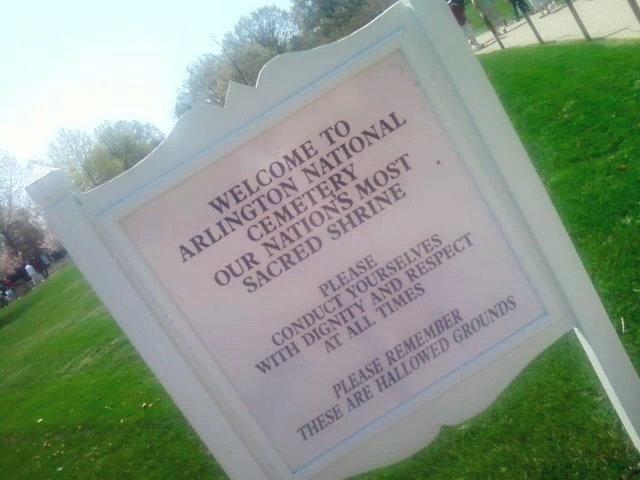 WELCOME TO
ARLINGTON NATIONAL
CEMETERY
OUR NATION'S MOST
SACRED SHRINE
PLEASE
CONDUCT YOURSELVES
WITH DIGNITY AND RESPECT
AT ALL TIMES
PLEASE REMEMBER
THESE ARE HALLOWED GROUNDS